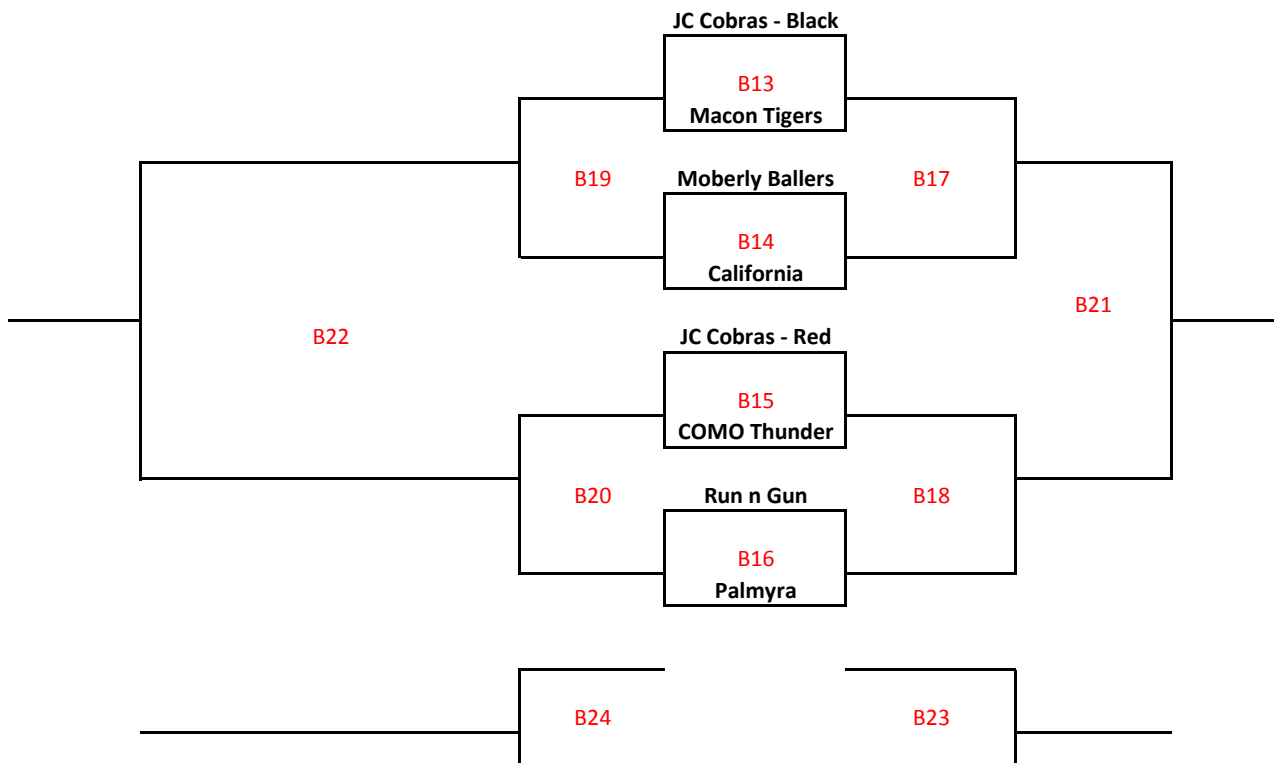 JC Cobras - Black
B13
Macon Tigers
B19
Moberly Ballers
B17
B14
California
B21
B22
JC Cobras - Red
B15
COMO Thunder
B20
Run n Gun
B18
B16
Palmyra
B24
B23